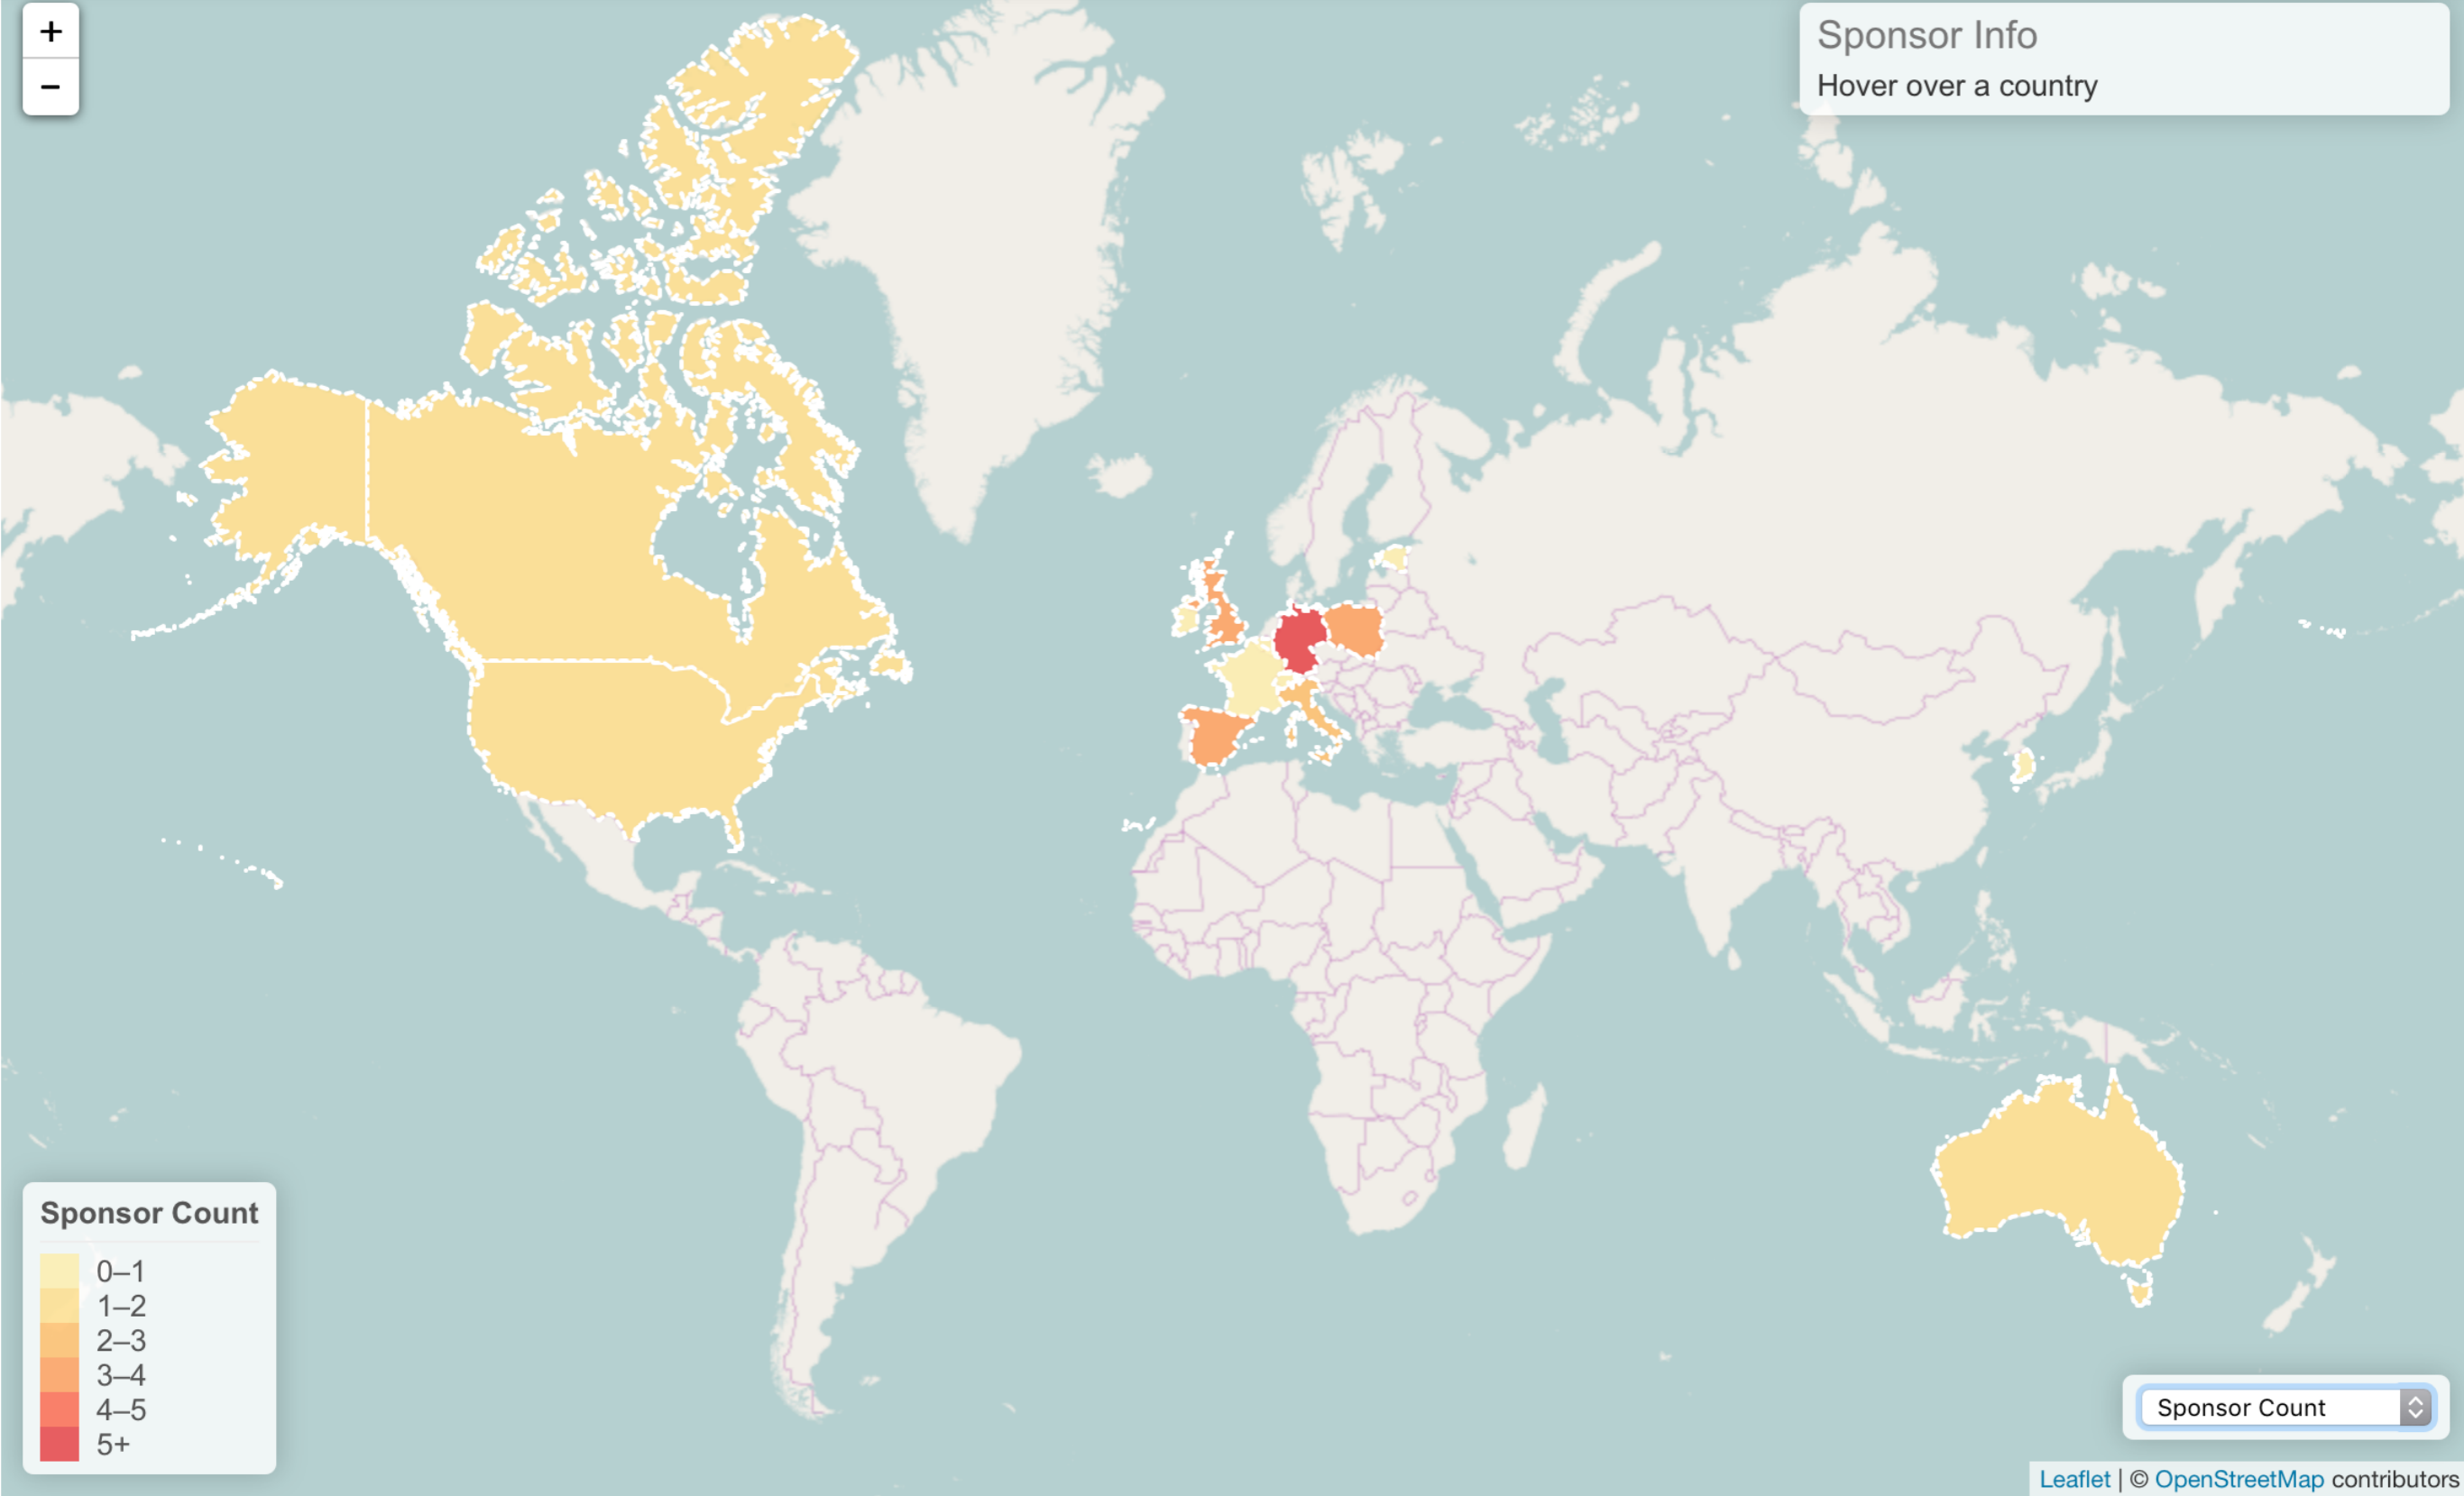 +
−
Sponsor Info
Hover over a country
Sponsor Count
0–1
1–2
2–3
3–4
4–5
5+
Sponsor Count
Leaflet | © OpenStreetMap contributors